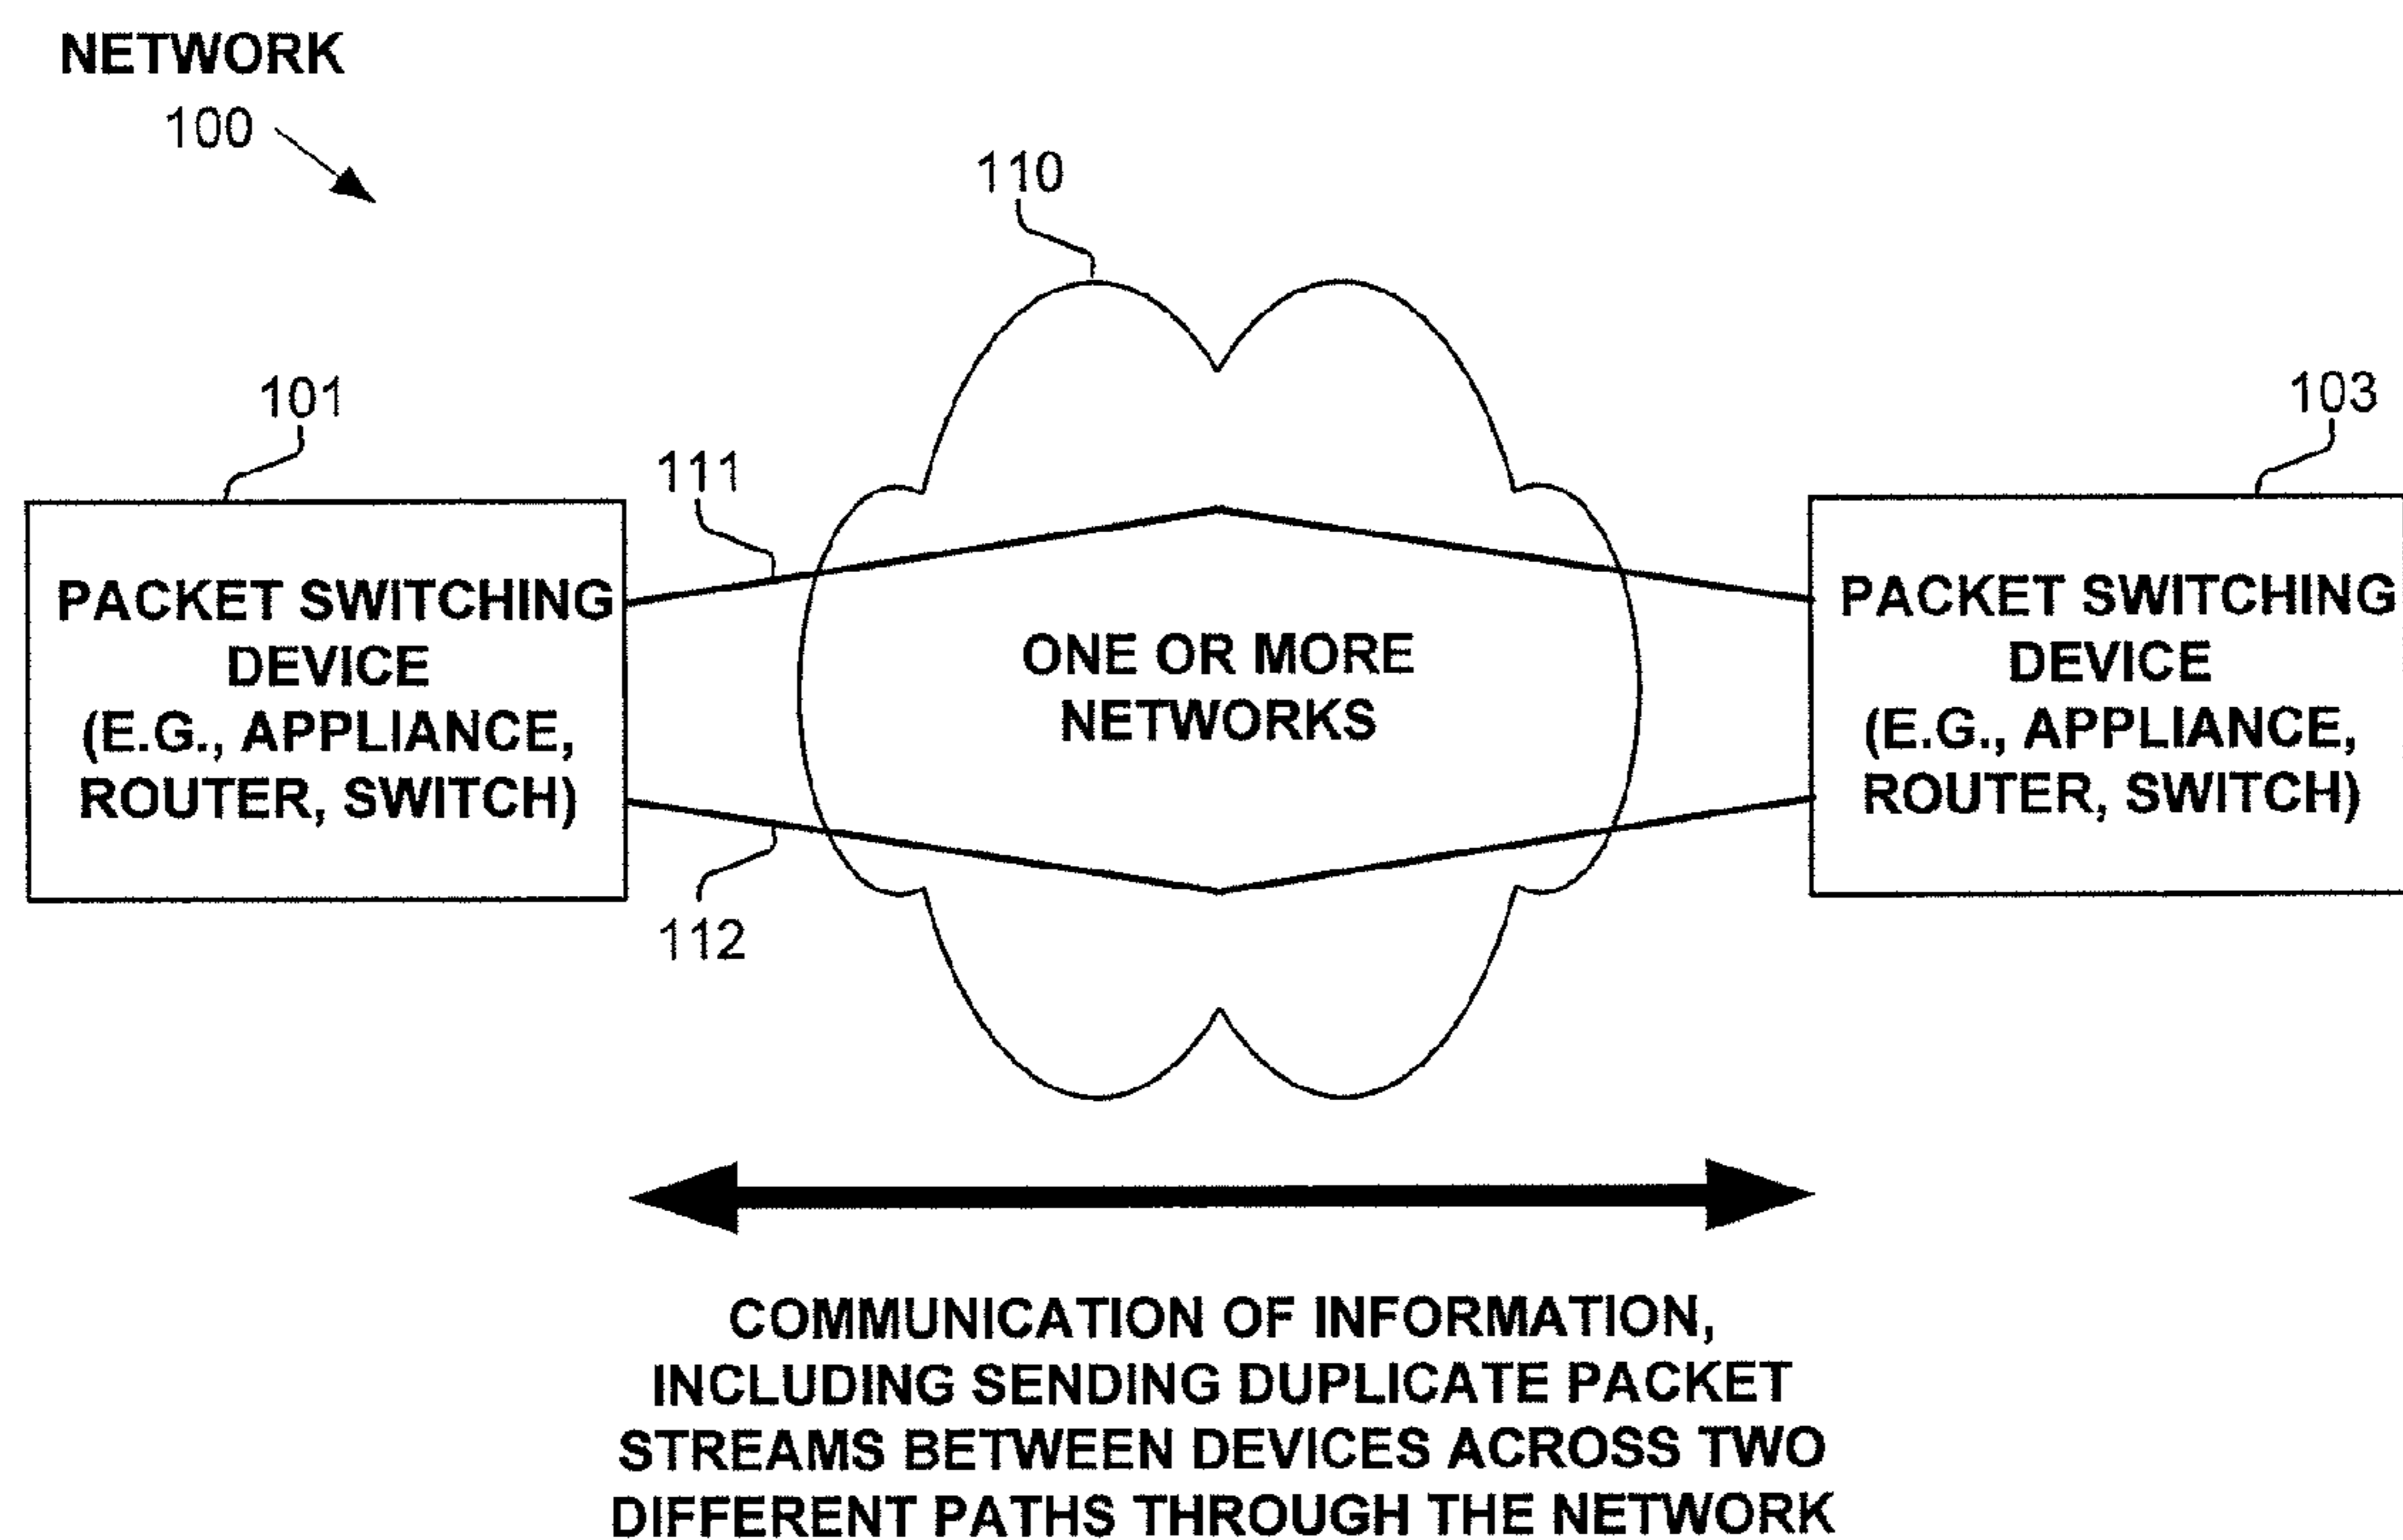 NETWORK
100
110
101
103
111
PACKET SWITCHING
DEVICE
(E.G., APPLIANCE,
ROUTER, SWITCH)
ONE OR MORE
NETWORKS
PACKET SWITCHING
DEVICE
(E.G., APPLIANCE,
ROUTER, SWITCH)
112
COMMUNICATION OF INFORMATION,
INCLUDING SENDING DUPLICATE PACKET
STREAMS BETWEEN DEVICES ACROSS TWO
DIFFERENT PATHS THROUGH THE NETWORK